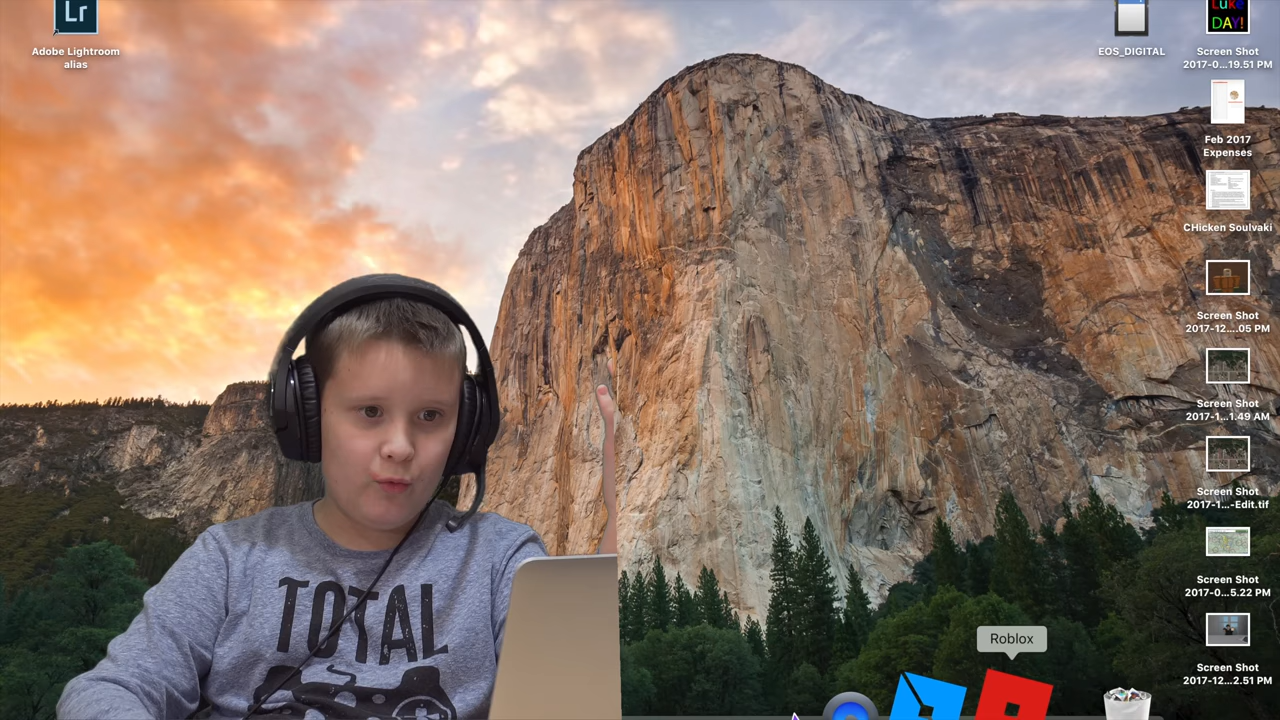 Lr
Adobe Lightroom
alias
EOS_DIGITAL
Luke
DAY!
Screen Shot
2017-0...19.51 PM
Feb 2017
Expenses
CHicken Soulvaki
Screen Shot
2017-12....05 PM
Screen Shot
2017-1...1.49 AM
Screen Shot
2017-1...-Edit.tif
Screen Shot
2017-0...5.22 PM
Screen Shot
2017-12...2.51 PM
TOTAL
Roblox